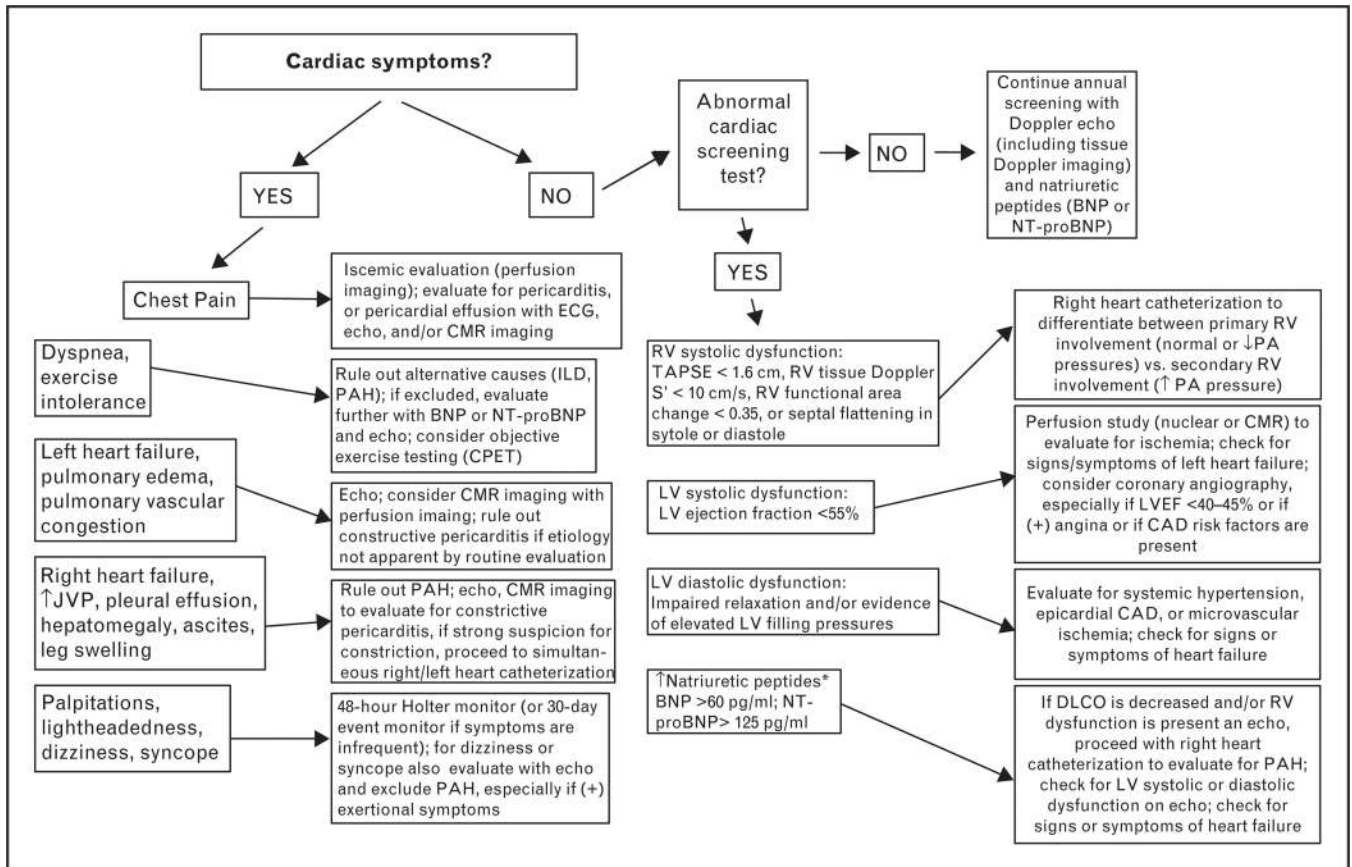 Cardiac symptoms?
YES
NO
Abnormal
cardiac
screening
test?
NO
Continue annual
screening with
Doppler echo
(including tissue
Doppler imaging)
and natriuretic
peptides (BNP or
NT-proBNP)
YES
Chest Pain
Iscemic evaluation (perfusion
imaging); evaluate for pericarditis,
or pericardial effusion with ECG,
echo, and/or CMR imaging
Dyspnea,
exercise
intolerance
Rule out alternative causes (ILD,
PAH); if excluded, evaluate
further with BNP or NT-proBNP
and echo; consider objective
exercise testing (CPET)
Left heart failure,
pulmonary edema,
pulmonary vascular
congestion
Echo; consider CMR imaging with
perfusion imaing; rule out
constructive pericarditis if etiology
not apparent by routine evaluation
Right heart failure,
↑JVP, pleural effusion,
hepatomegaly, ascites,
leg swelling
Rule out PAH; echo, CMR imaging
to evaluate for constrictive
pericarditis, if strong suspicion for
constriction, proceed to simultan-
eous right/left heart catheterization
Palpitations,
lightheadedness,
dizziness, syncope
48-hour Holter monitor (or 30-day
event monitor if symptoms are
infrequent); for dizziness or
syncope also evaluate with echo
and exclude PAH, especially if (+)
exertional symptoms
RV systolic dysfunction:
TAPSE < 1.6 cm, RV tissue Doppler
S' < 10 cm/s, RV functional area
change < 0.35, or septal flattening in
sytole or diastole
Right heart catheterization to
differentiate between primary RV
involvement (normal or ↓PA
pressures) vs. secondary RV
involvement (↑ PA pressure)
LV systolic dysfunction:
LV ejection fraction <55%
Perfusion study (nuclear or CMR) to
evaluate for ischemia; check for
signs/symptoms of left heart failure;
consider coronary angiography,
especially if LVEF <40–45% or if
(+) angina or if CAD risk factors are
present
LV diastolic dysfunction:
Impaired relaxation and/or evidence
of elevated LV filling pressures
Evaluate for systemic hypertension,
epicardial CAD, or microvascular
ischemia; check for signs or
symptoms of heart failure
↑Natriuretic peptides*
BNP >60 pg/ml; NT-
proBNP> 125 pg/ml
If DLCO is decreased and/or RV
dysfunction is present an echo,
proceed with right heart
catheterization to evaluate for PAH;
check for LV systolic or diastolic
dysfunction on echo; check for
signs or symptoms of heart failure